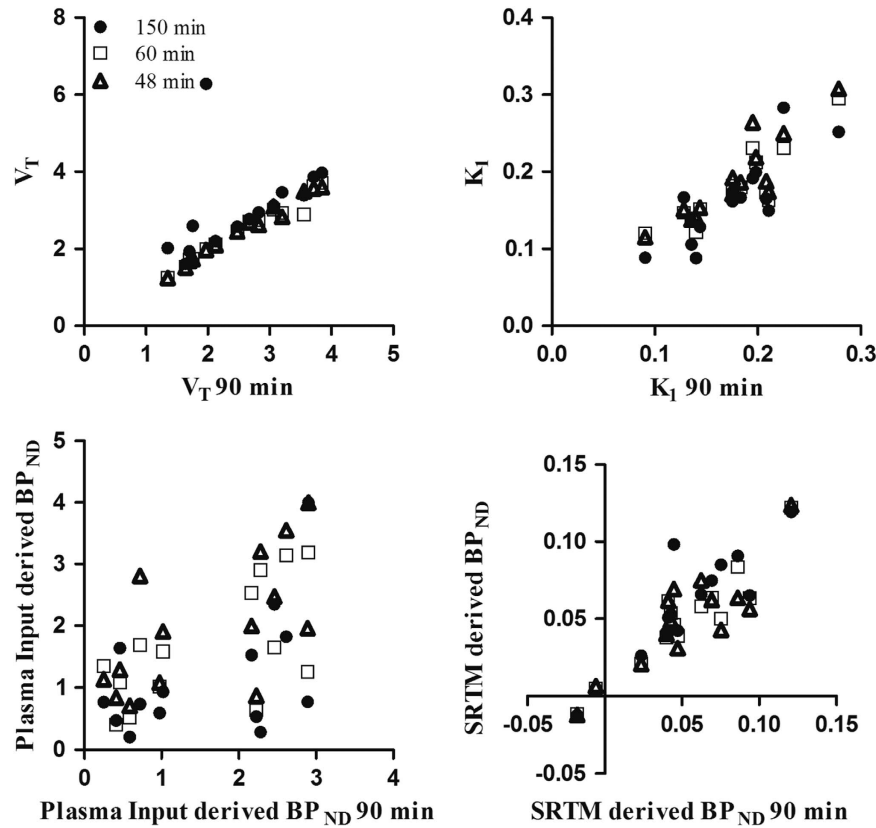 8
6
4
2
0
0 1 2 3 4 5
V_T
V_T 90 min
150 min
60 min
48 min
0.4
0.3
0.2
0.1
0.0
0.0 0.1 0.2 0.3
K_1
K_1 90 min
5
4
3
2
1
0
0 1 2 3 4
Plasma Input derived BP_ND
Plasma Input derived BP_ND 90 min
0.15
0.10
0.05
-0.05
-0.05 0.05 0.10 0.15
SRTM derived BP_ND
SRTM derived BP_ND 90 min